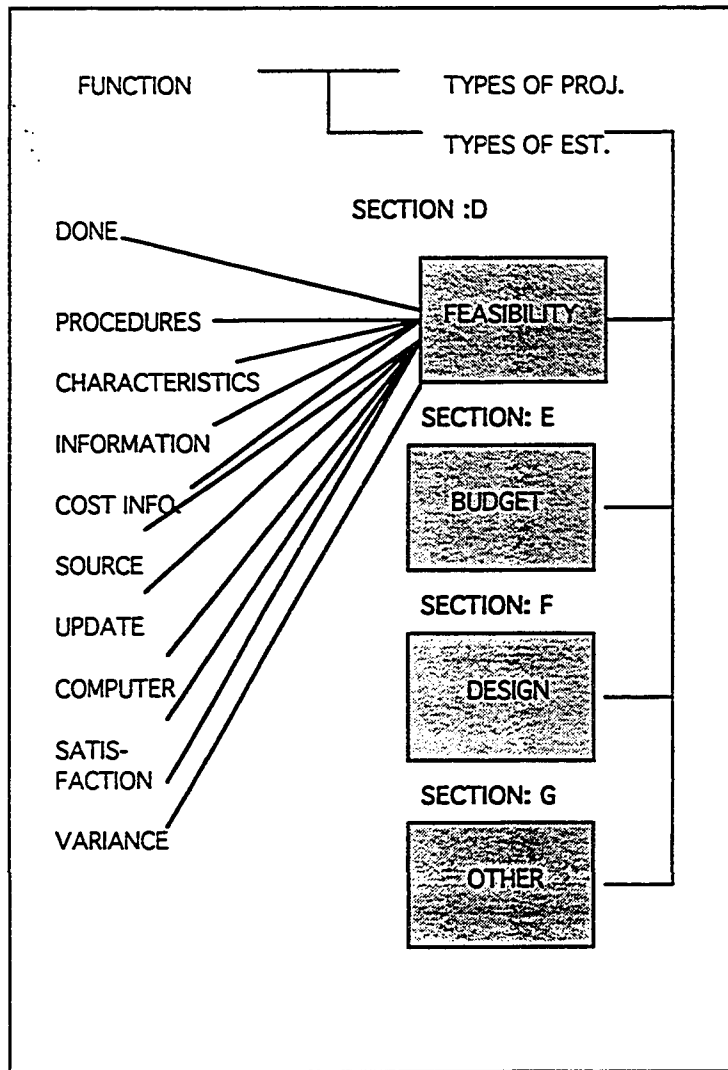 FUNCTION
TYPES OF PROJ.
TYPES OF EST.
SECTION :D
DONE
FEASIBILITY
PROCEDURES
CHARACTERISTICS
SECTION: E
INFORMATION
BUDGET
COST INFO.
SOURCE
SECTION: F
UPDATE
DESIGN
COMPUTER
SATIS-
FACTION
SECTION: G
VARIANCE
OTHER